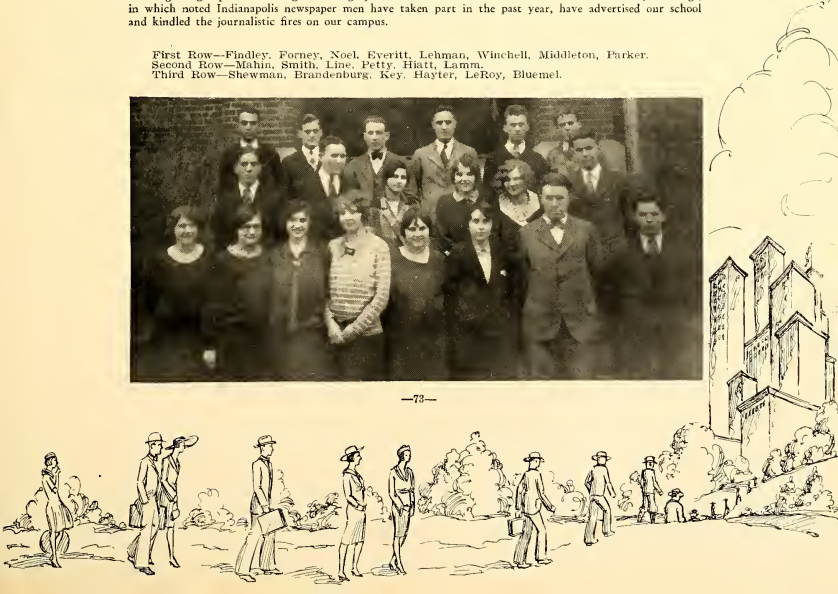 in which noted Indianapolis newspaper men have taken part in the past year, have advertised our school
and kindled the journalistic fires on our campus.
First Row—Findley, Forney, Noel, Everitt, Lehman, Winchell, Middleton, Parker.
Second Row—Mahin, Smith, Line, Petty, Hiatt, Lamm.
Third Row—Shewman, Brandenburg, Key, Hayter, LeRoy, Bluemel.
—73—